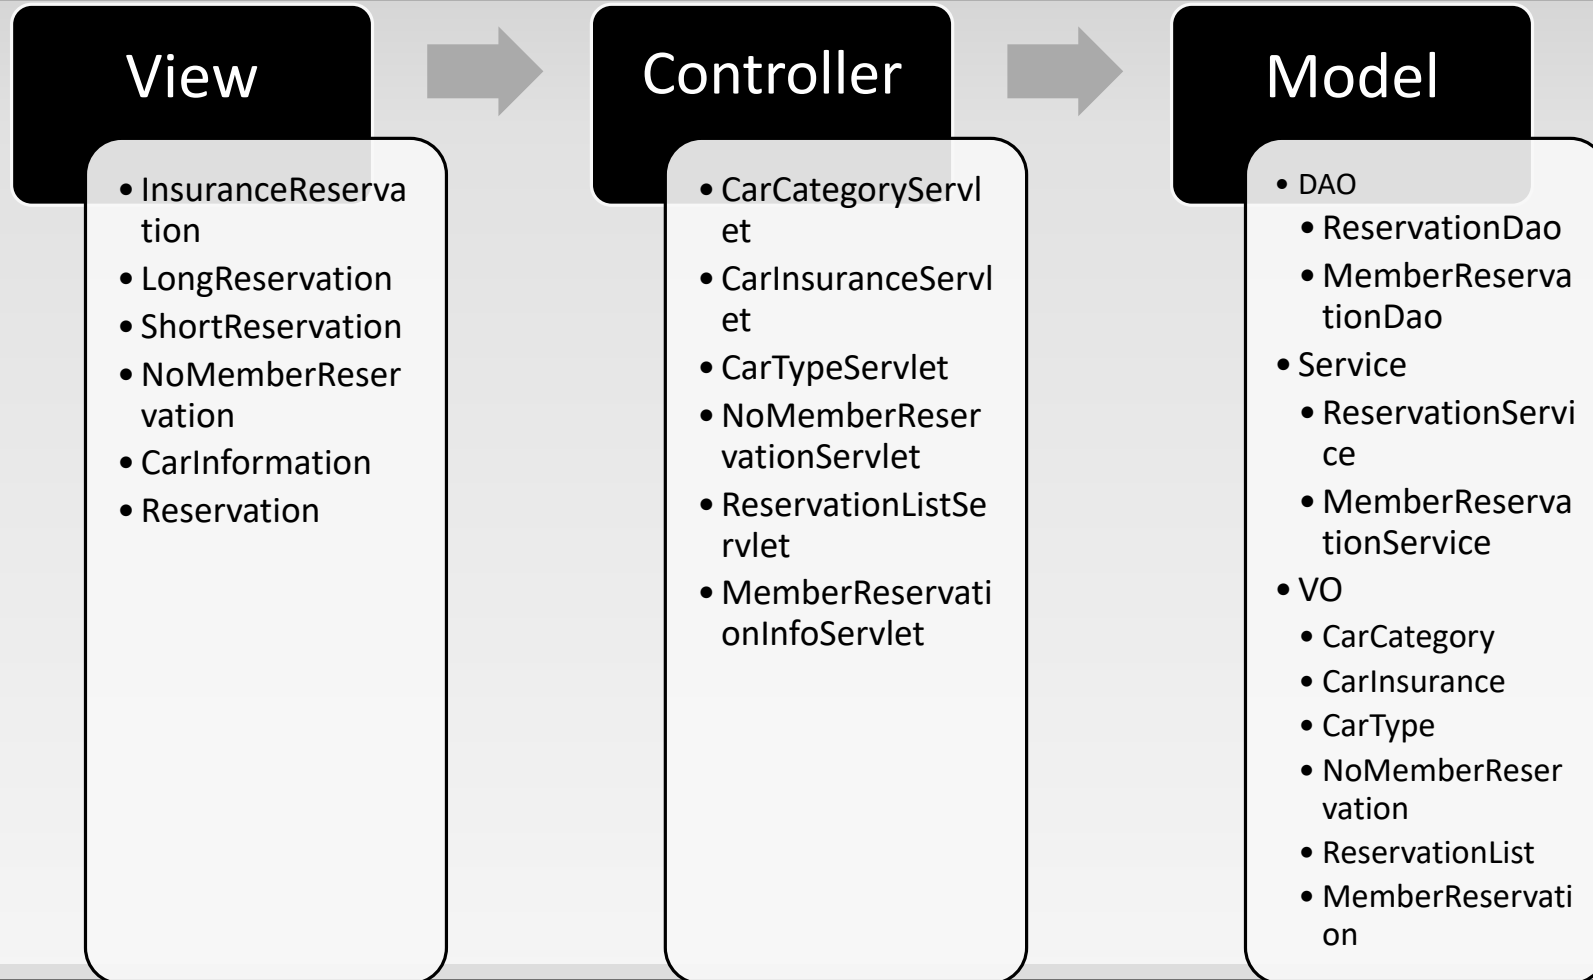 View
• InsuranceReserva
tion
• LongReservation
• ShortReservation
• NoMemberReser
vation
• CarInformation
• Reservation
Controller
• CarCategoryServl
et
• CarInsuranceServl
et
• CarTypeServlet
• NoMemberReser
vationServlet
• ReservationListSe
rvlet
• MemberReservati
onInfoServlet
Model
• DAO
• ReservationDao
• MemberReserva
tionDao
• Service
• ReservationServi
ce
• MemberReserva
tionService
• VO
• CarCategory
• CarInsurance
• CarType
• NoMemberReser
vation
• ReservationList
• MemberReservati
on